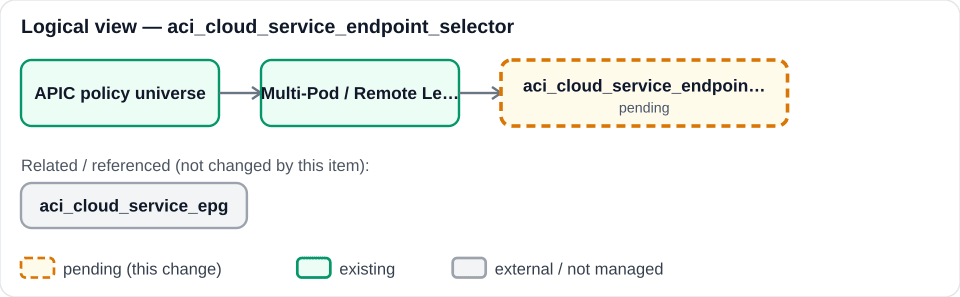 Logical view — aci_cloud_service_endpoint_selector
APIC policy universe
Multi-Pod / Remote Le...
aci_cloud_service_endpoin...
pending
Related / referenced (not changed by this item):
aci_cloud_service_epg
pending (this change)
existing
external / not managed